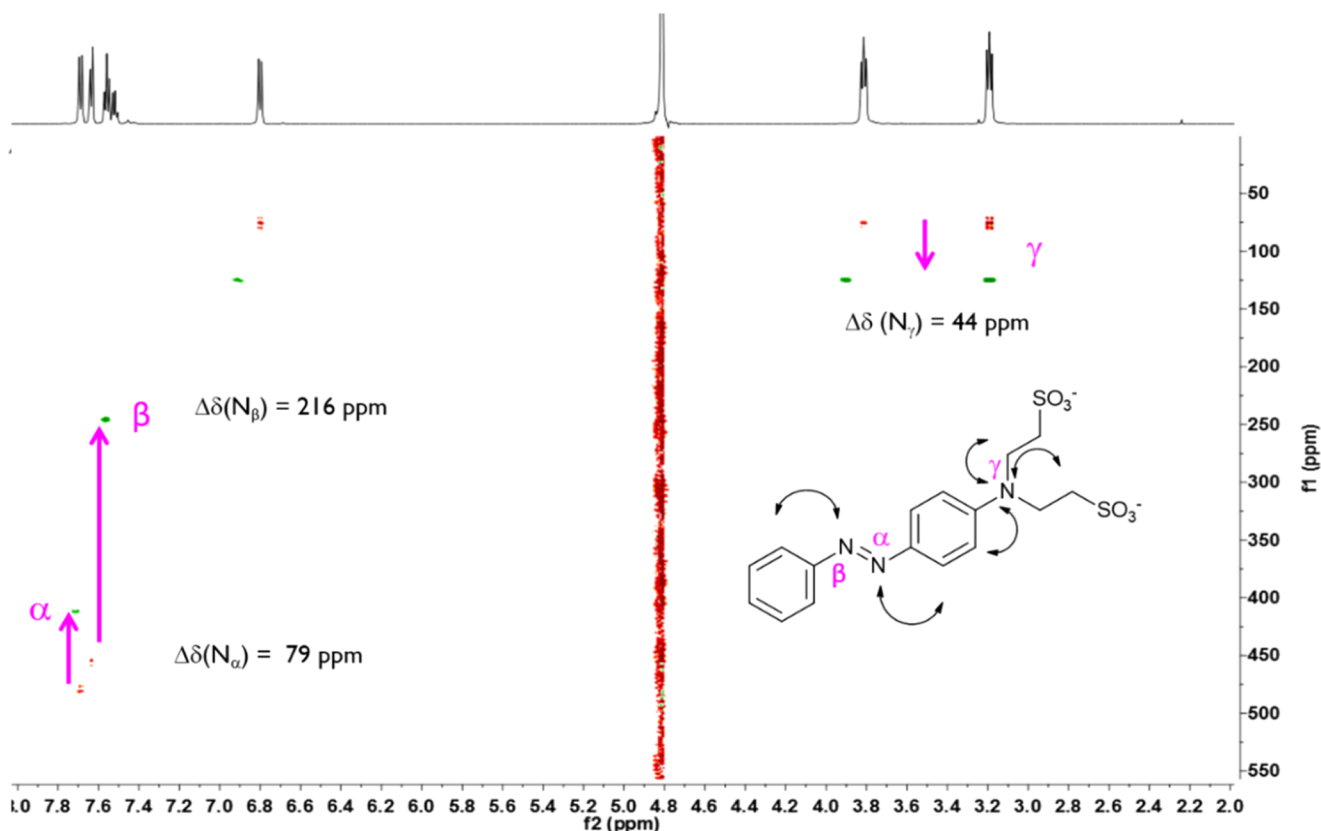 50
100
γ
150
Δδ (Nγ) = 44 ppm
200
Δδ(Nβ) = 216 ppm
β
250
SO₃⁻
γ
N
300
SO₃⁻
N
α
N
β
350
α
400
Δδ(Nα) = 79 ppm
450
500
550
f1 (ppm)
8.0 7.8 7.6 7.4 7.2 7.0 6.8 6.6 6.4 6.2 6.0 5.8 5.6 5.4 5.2 5.0 4.8 4.6 4.4 4.2 4.0 3.8 3.6 3.4 3.2 3.0 2.8 2.6 2.4 2.2 2.0
f2 (ppm)